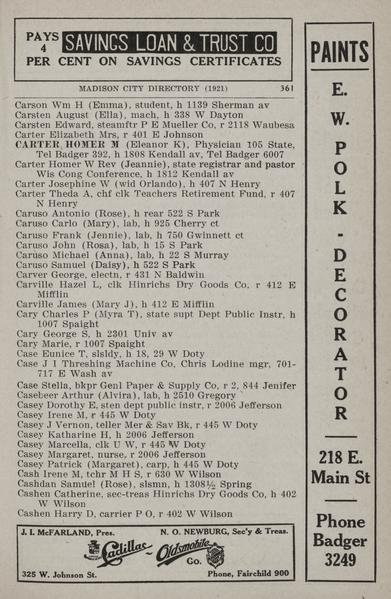 PAYS 4 SAVINGS LOAN & TRUST CO
PER CENT ON SAVINGS CERTIFICATES
MADISON CITY DIRECTORY (1921) 361
Carson Wm H (Emma), student, h 1139 Sherman av
Carsten August (Ella), mach, h 338 W Dayton
Carsten Edward, steamftr P E Mueller Co, r 2118 Waubesa
Carter Elizabeth Mrs, r 401 E Johnson
CARTER HOMER M (Eleanor K), Physician 105 State,
Tel Badger 392, h 1808 Kendall av, Tel Badger 6007
Carter Homer W Rev (Jeannie), state registrar and pastor
Wis Cong Conference, h 1812 Kendall av
Carter Josephine W (wid Orlando), h 407 N Henry
Carter Theda A, chf clk Teachers Retirement Fund, r 407
N Henry
Caruso Antonio (Rose), h rear 522 S Park
Caruso Carlo (Mary), lab, h 925 Cherry ct
Caruso Frank (Jennie), lab, h 750 Gwinnett ct
Caruso John (Rosa), lab, h 15 S Park
Caruso Michael (Anna), lab, h 22 S Murray
Caruso Samuel (Daisy), h 522 S Park
Carver George, electn, r 431 N Baldwin
Carville Hazel L, clk Hinrichs Dry Goods Co, r 412 E
Mifflin
Carville James (Mary J), h 412 E Mifflin
Cary Charles P (Myra T), state supt Dept Public Instr, h
1007 Spaight
Cary George S, h 2301 Univ av
Cary Marie, r 1007 Spaight
Case Eunice T, slsldy, h 18, 29 W Doty
Case J I Threshing Machine Co, Chris Lodine mgr, 701-
717 E Wash av
Case Stella, bkpr Genl Paper & Supply Co, r 2, 844 Jenifer
Casebeer Arthur (Alvira), lab, h 2510 Gregory
Casey Dorothy E, sten dept public instr, r 2006 Jefferson
Casey Irene M, r 445 W Doty
Casey J Vernon, teller Mer & Sav Bk, r 445 W Doty
Casey Katharine H, h 2006 Jefferson
Casey Marcella, clk U W, r 445 W Doty
Casey Margaret, nurse, r 2006 Jefferson
Casey Patrick (Margaret), carp, h 445 W Doty
Cash Irene M, tchr M H S, r 630 W Wilson
Cashdan Samuel (Rose), slsmn, h 1308½ Spring
Cashen Catherine, sec-treas Hinrichs Dry Goods Co, h 402
W Wilson
Cashen Harry D, carrier P O, r 402 W Wilson
J. I. McFARLAND, Pres. N. O. NEWBURG, Sec'y & Treas.
Cadillac Oldsmobile Co.
325 W. Johnson St. Phone, Fairchild 900
PAINTS
E. W. POLK - DECORATOR
218 E.
Main St
Phone
Badger
3249